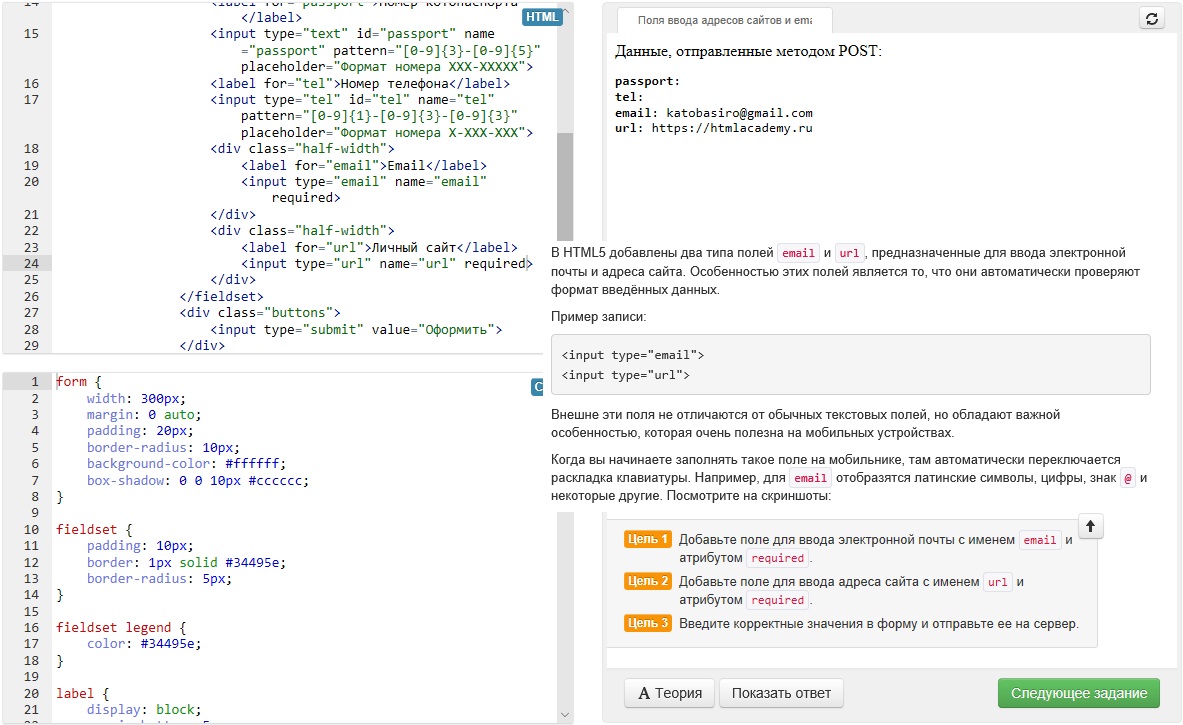 14 <label for="passport">Номер котопаспорта
</label>
HTML
15 <input type="text" id="passport" name
="passport" pattern="[0-9]{3}-[0-9]{5}"
placeholder="Формат номера XXX-XXXXX">
16 <label for="tel">Номер телефона</label>
17 <input type="tel" id="tel" name="tel"
pattern="[0-9]{1}-[0-9]{3}-[0-9]{3}"
placeholder="Формат номера X-XXX-XXX">
18 <div class="half-width">
19 <label for="email">Email</label>
20 <input type="email" name="email"
required>
21 </div>
22 <div class="half-width">
23 <label for="url">Личный сайт</label>
24 <input type="url" name="url" required>
25 </div>
26 </fieldset>
27 <div class="buttons">
28 <input type="submit" value="Оформить">
29 </div>
1 form {
2 width: 300px;
3 margin: 0 auto;
4 padding: 20px;
5 border-radius: 10px;
6 background-color: #ffffff;
7 box-shadow: 0 0 10px #cccccc;
8 }
9
10 fieldset {
11 padding: 10px;
12 border: 1px solid #34495e;
13 border-radius: 5px;
14 }
15
16 fieldset legend {
17 color: #34495e;
18 }
19
20 label {
21 display: block;
Поля ввода адресов сайтов и ema
Данные, отправленные методом POST:
passport:
tel:
email: katobasiro@gmail.com
url: https://htmlacademy.ru
В HTML5 добавлены два типа полей email и url, предназначенные для ввода электронной
почты и адреса сайта. Особенностью этих полей является то, что они автоматически проверяют
формат введённых данных.
Пример записи:
<input type="email">
<input type="url">
Внешне эти поля не отличаются от обычных текстовых полей, но обладают важной
особенностью, которая очень полезна на мобильных устройствах.
Когда вы начинаете заполнять такое поле на мобильнике, там автоматически переключается
раскладка клавиатуры. Например, для email отобразятся латинские символы, цифры, знак @ и
некоторые другие. Посмотрите на скриншоты:
Цель 1 Добавьте поле для ввода электронной почты с именем email и
атрибутом required.
Цель 2 Добавьте поле для ввода адреса сайта с именем url и
атрибутом required.
Цель 3 Введите корректные значения в форму и отправьте ее на сервер.
A Теория
Показать ответ
Следующее задание